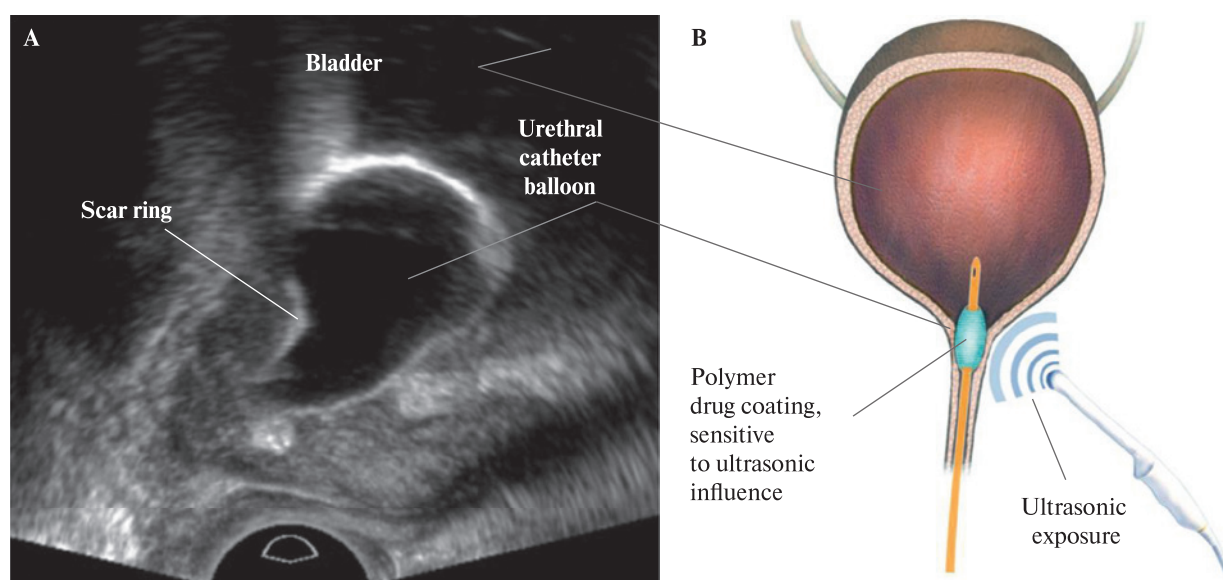 A
Bladder
Urethral
catheter
balloon
Scar ring
B
Polymer
drug coating,
sensitive
to ultrasonic
influence
Ultrasonic
exposure